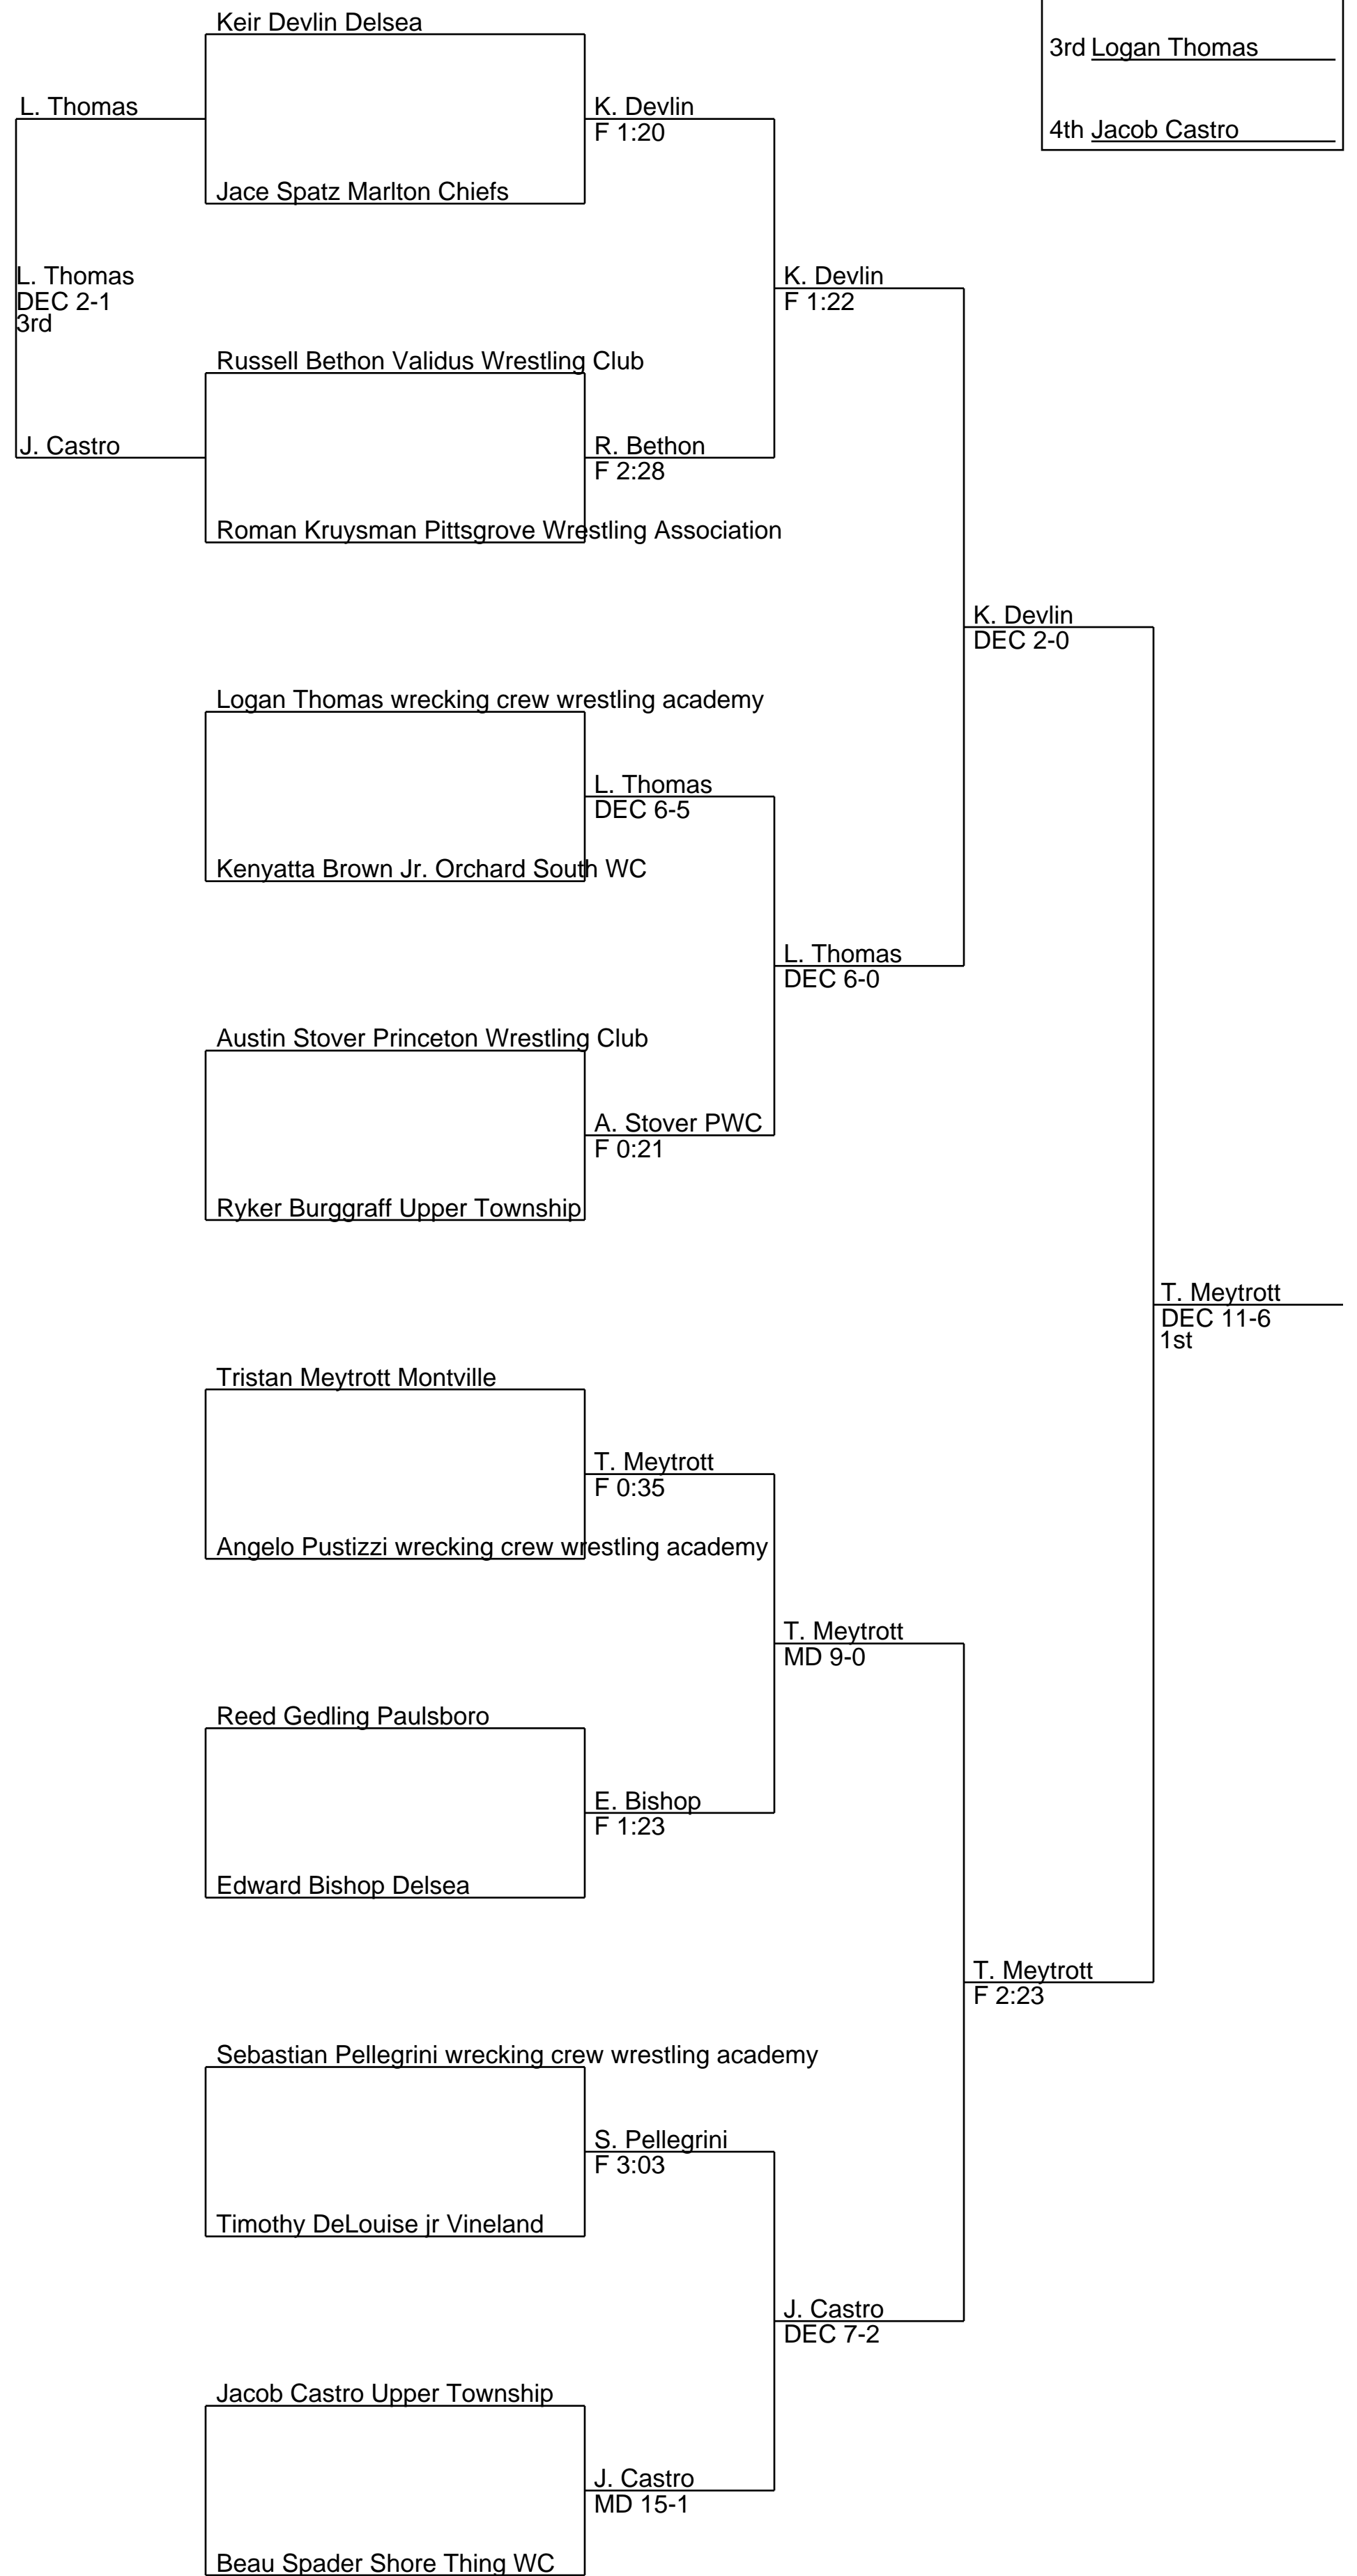 Keir Devlin Delsea
3rd Logan Thomas
L. Thomas
K. Devlin
F 1:20
4th Jacob Castro
Jace Spatz Marlton Chiefs
L. Thomas
DEC 2-1
3rd
K. Devlin
F 1:22
Russell Bethon Validus Wrestling Club
J. Castro
R. Bethon
F 2:28
Roman Kruysman Pittsgrove Wrestling Association
K. Devlin
DEC 2-0
Logan Thomas wrecking crew wrestling academy
L. Thomas
DEC 6-5
Kenyatta Brown Jr. Orchard South WC
L. Thomas
DEC 6-0
Austin Stover Princeton Wrestling Club
A. Stover PWC
F 0:21
Ryker Burggraff Upper Township
T. Meytrott
DEC 11-6
1st
Tristan Meytrott Montville
T. Meytrott
F 0:35
Angelo Pustizzi wrecking crew wrestling academy
T. Meytrott
MD 9-0
Reed Gedling Paulsboro
E. Bishop
F 1:23
Edward Bishop Delsea
T. Meytrott
F 2:23
Sebastian Pellegrini wrecking crew wrestling academy
S. Pellegrini
F 3:03
Timothy DeLouise jr Vineland
J. Castro
DEC 7-2
Jacob Castro Upper Township
J. Castro
MD 15-1
Beau Spader Shore Thing WC